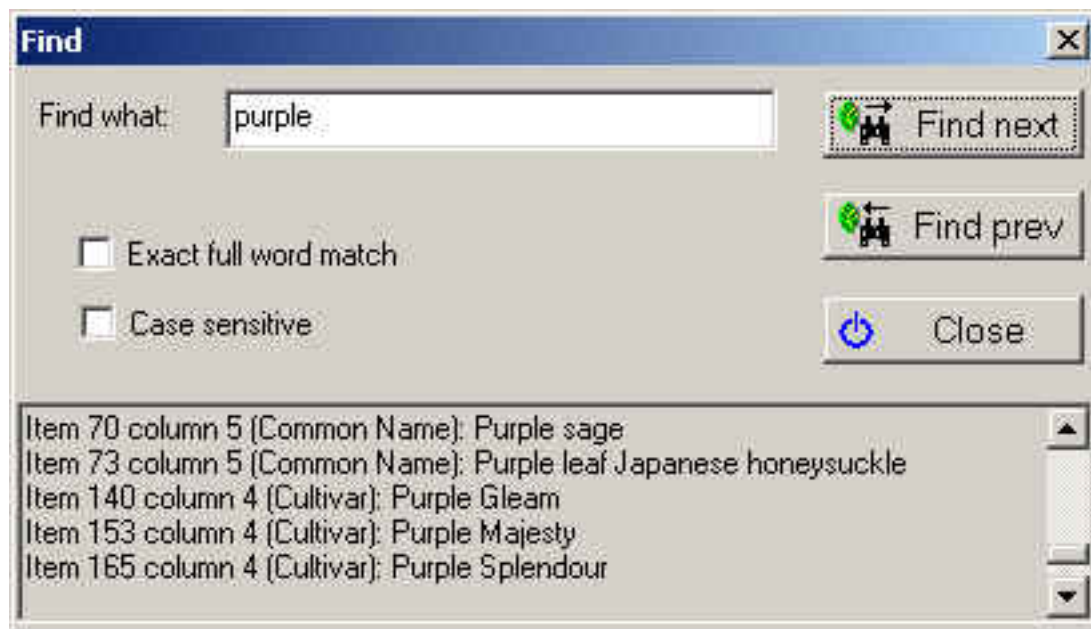 Find
Find what:
purple
Find next
Find prev
Exact full word match
Case sensitive
Close
Item 70 column 5 (Common Name): Purple sage
Item 73 column 5 (Common Name): Purple leaf Japanese honeysuckle
Item 140 column 4 (Cultivar): Purple Gleam
Item 153 column 4 (Cultivar): Purple Majesty
Item 165 column 4 (Cultivar): Purple Splendour